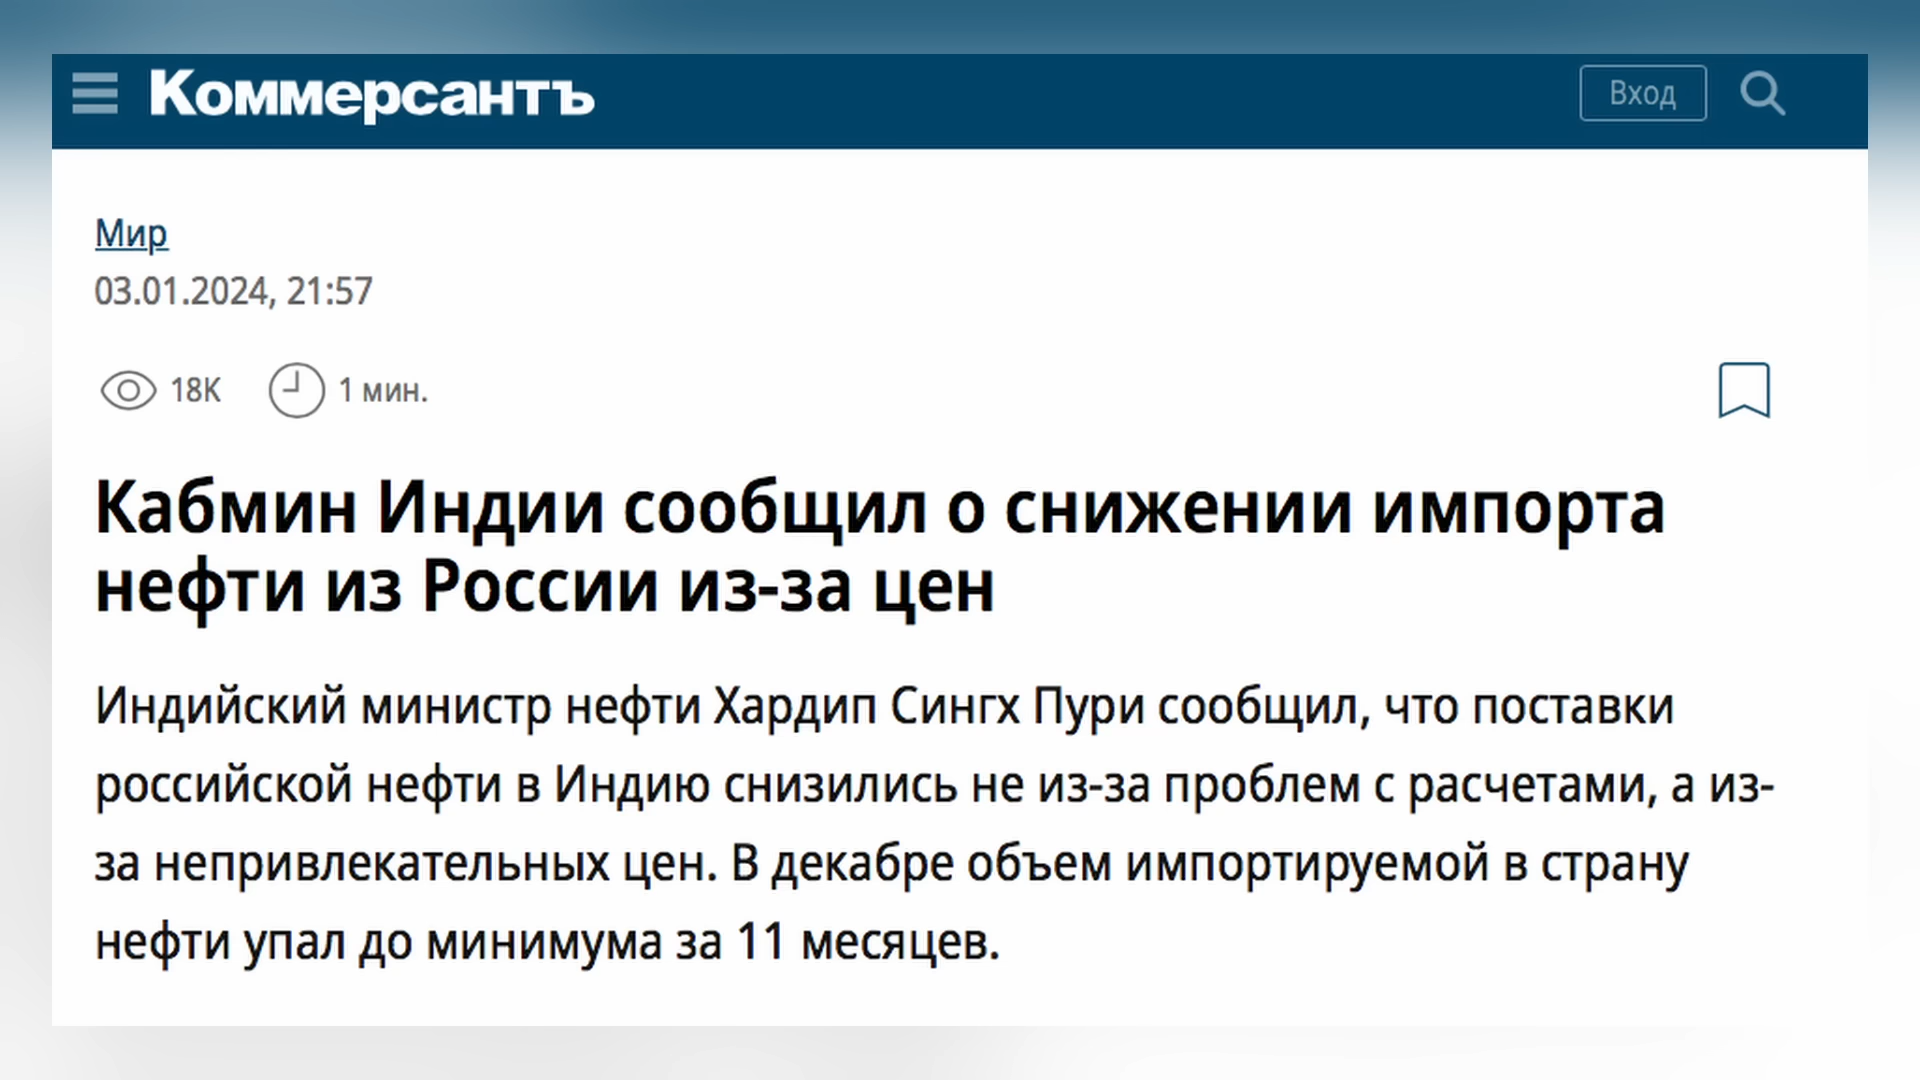 Коммерсантъ
Вход
Мир
03.01.2024, 21:57
18K 1 мин.
Кабмин Индии сообщил о снижении импорта
нефти из России из-за цен
Индийский министр нефти Хардип Сингх Пури сообщил, что поставки
российской нефти в Индию снизились не из-за проблем с расчетами, а из-
за непривлекательных цен. В декабре объем импортируемой в страну
нефти упал до минимума за 11 месяцев.